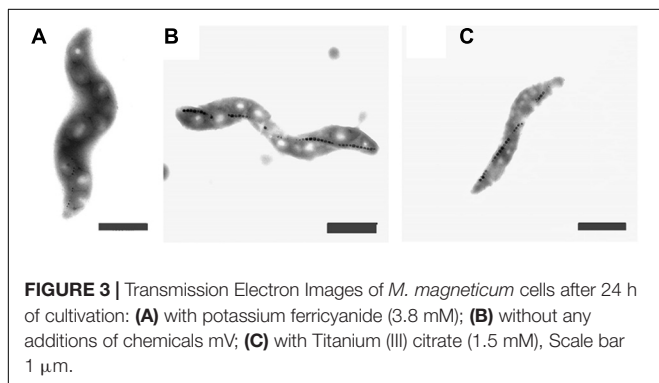 A
B
C
FIGURE 3 | Transmission Electron Images of M. magneticum cells after 24 h
of cultivation: (A) with potassium ferricyanide (3.8 mM); (B) without any
additions of chemicals mV; (C) with Titanium (III) citrate (1.5 mM), Scale bar
1 μm.